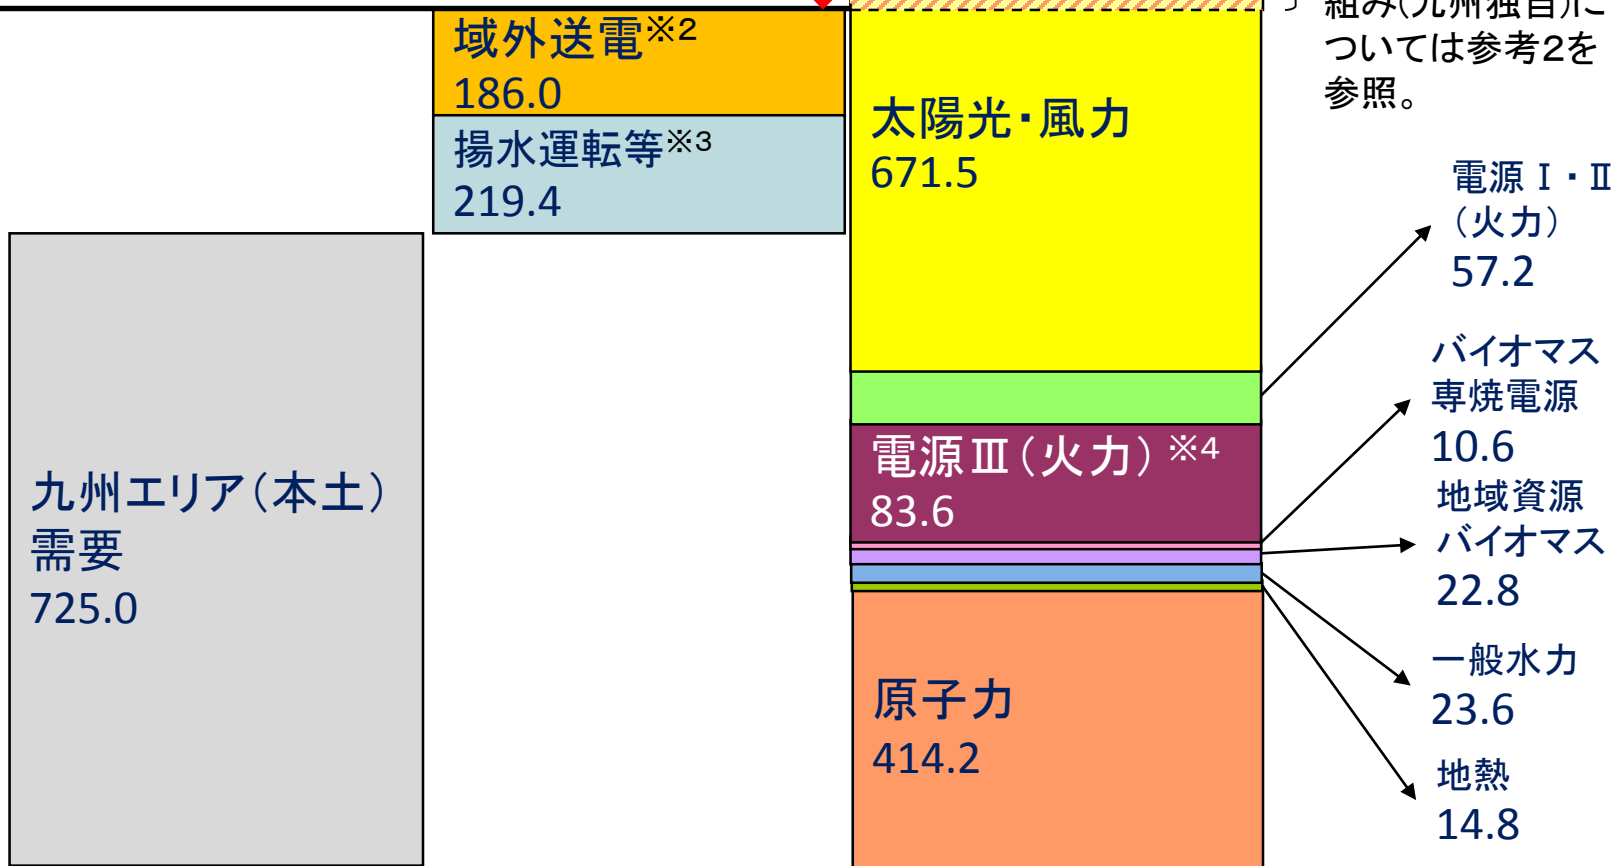 組み(九州独自)に
ついては参考2を
参照。
域外送電※2
186.0
揚水運転等※3
219.4
九州エリア(本土)
需要
725.0
太陽光・風力
671.5
電源Ⅲ(火力)※4
83.6
原子力
414.2
電源Ⅰ・Ⅱ
(火力)
57.2
バイオマス
専焼電源
10.6
地域資源
バイオマス
22.8
一般水力
23.6
地熱
14.8